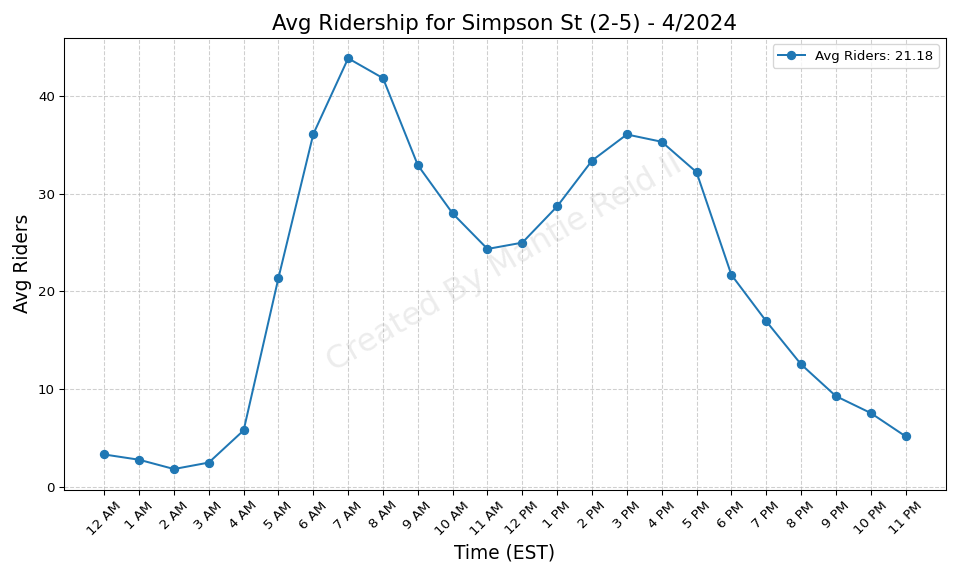 Avg Ridership for Simpson St (2-5) - 4/2024
Avg Riders: 21.18
Avg Riders
40
30
20
10
0
Created By Mantie Reid II
12 AM
1 AM
2 AM
3 AM
4 AM
5 AM
6 AM
7 AM
8 AM
9 AM
10 AM
11 AM
12 PM
1 PM
2 PM
3 PM
4 PM
5 PM
6 PM
7 PM
8 PM
9 PM
10 PM
11 PM
Time (EST)